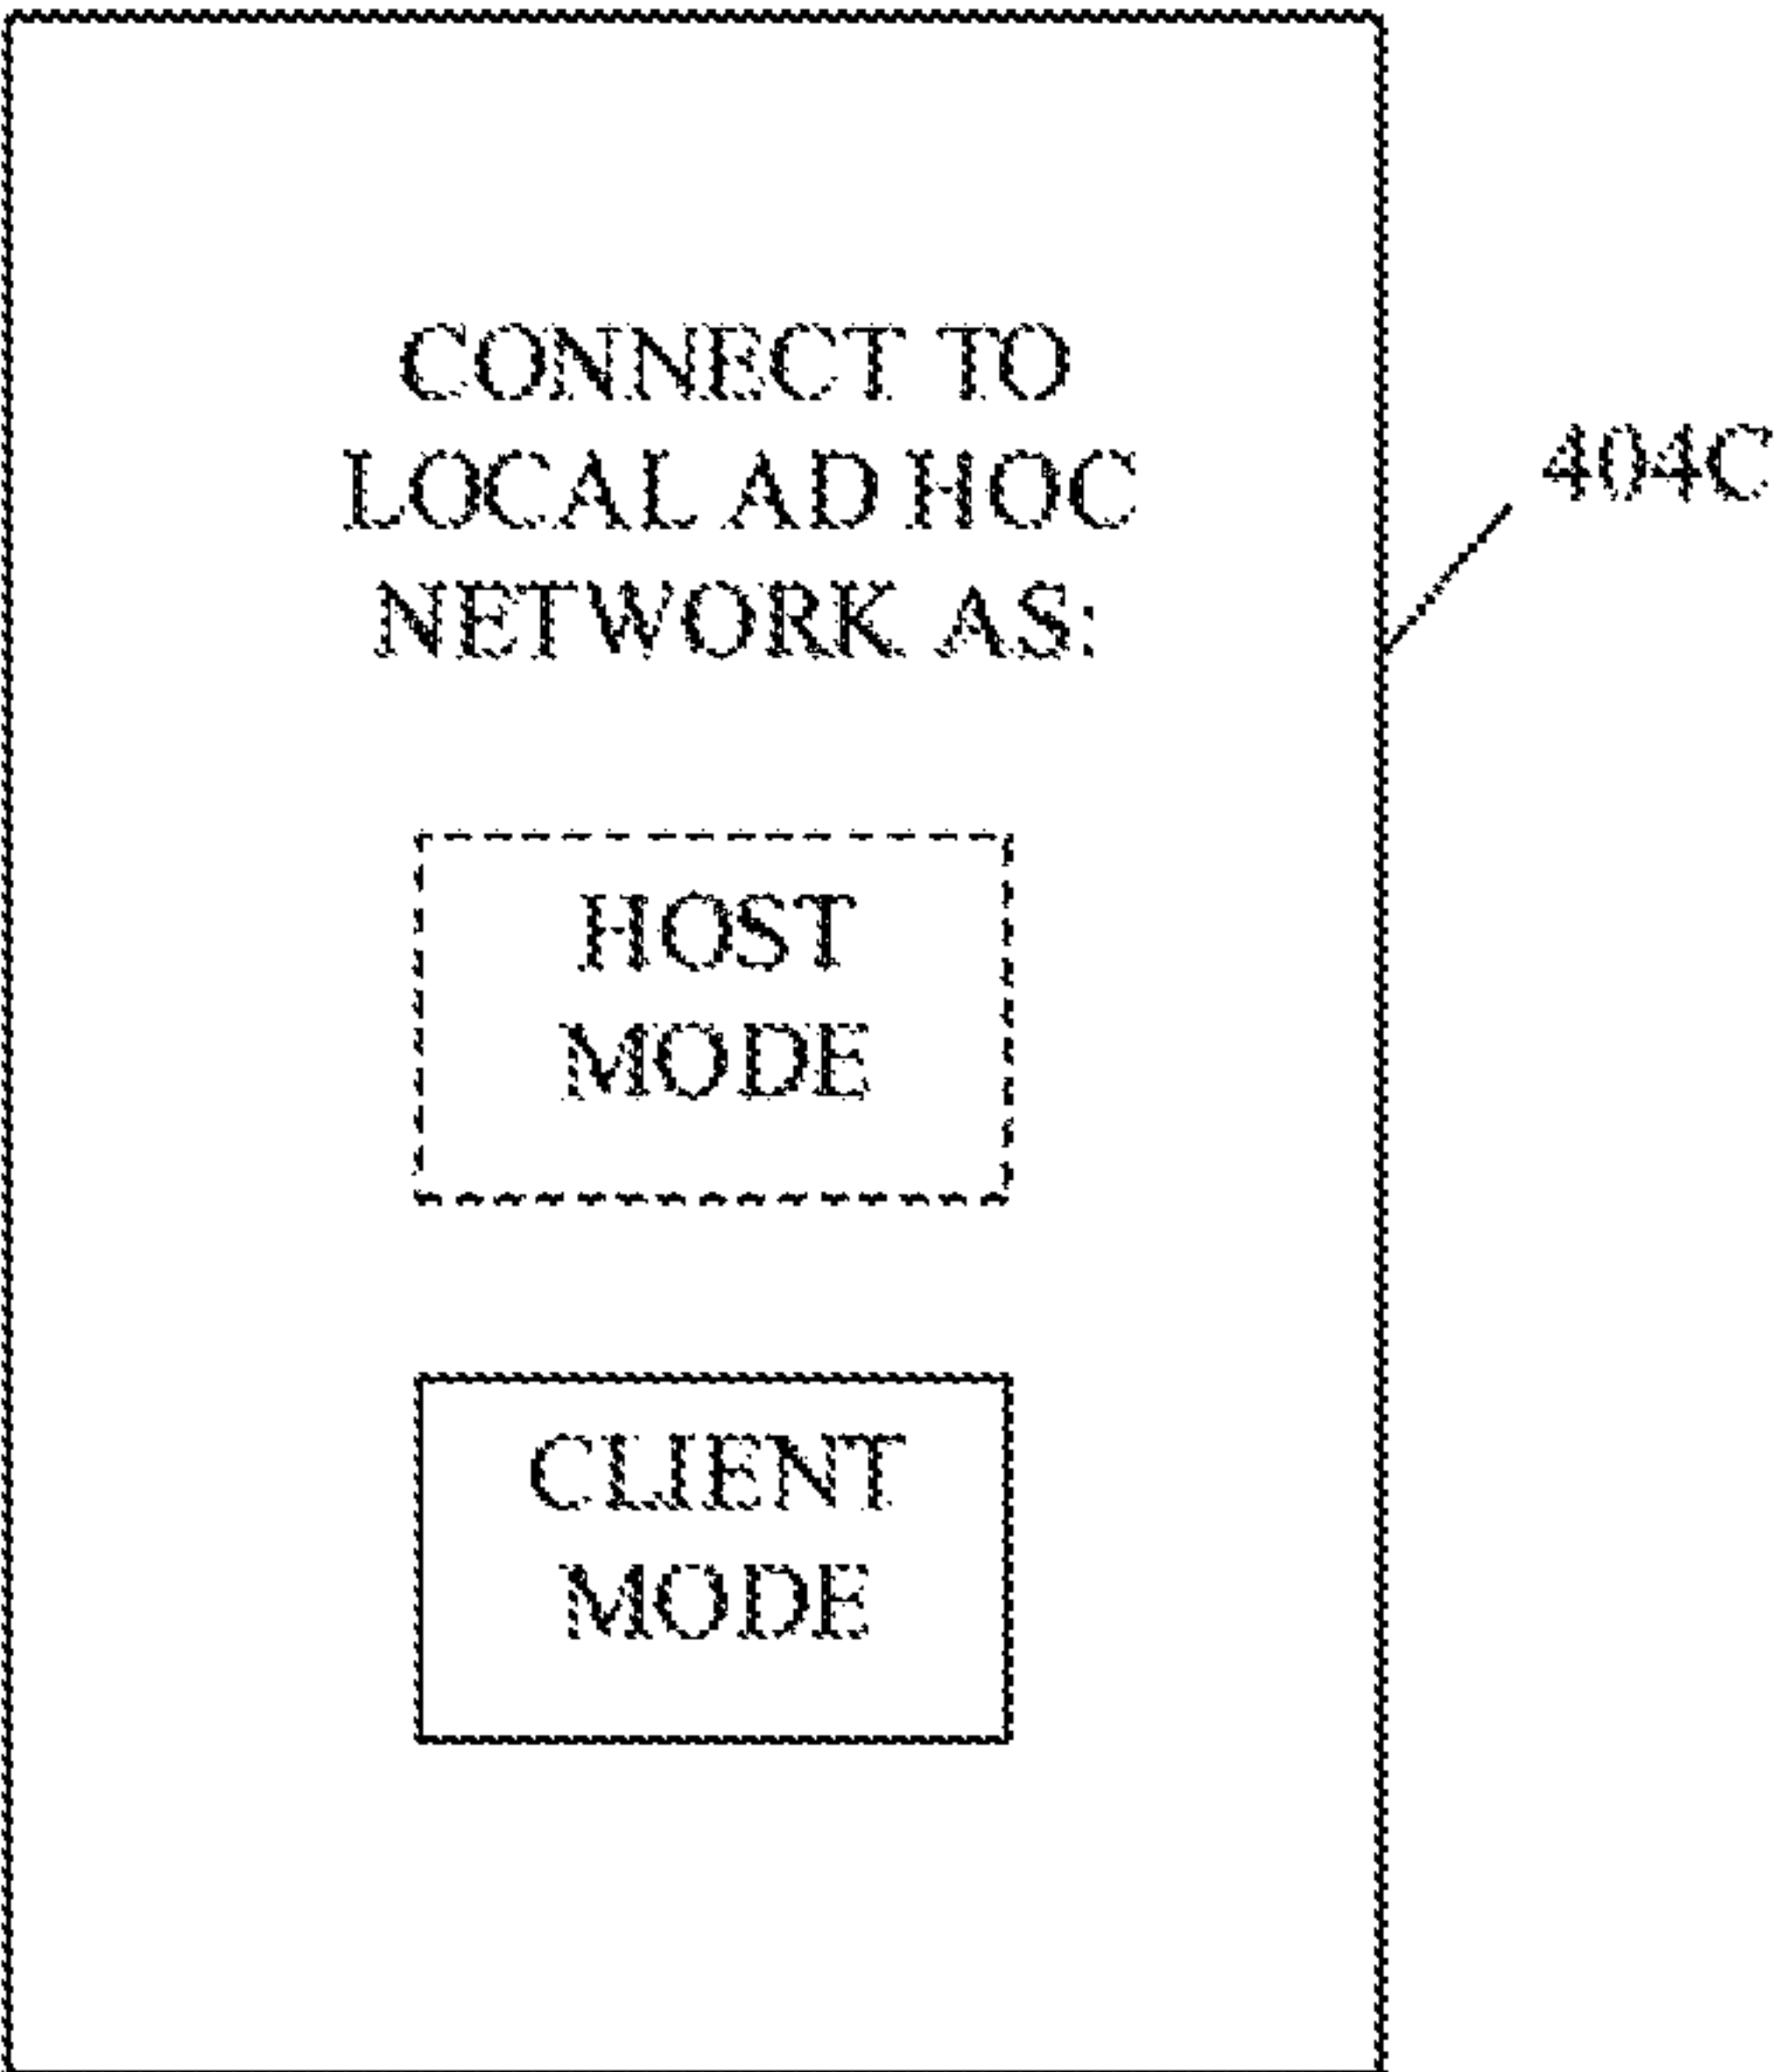 CONNECT TO
LOCAL AD HOC
NETWORK AS:
404C
HOST
MODE
CLIENT
MODE